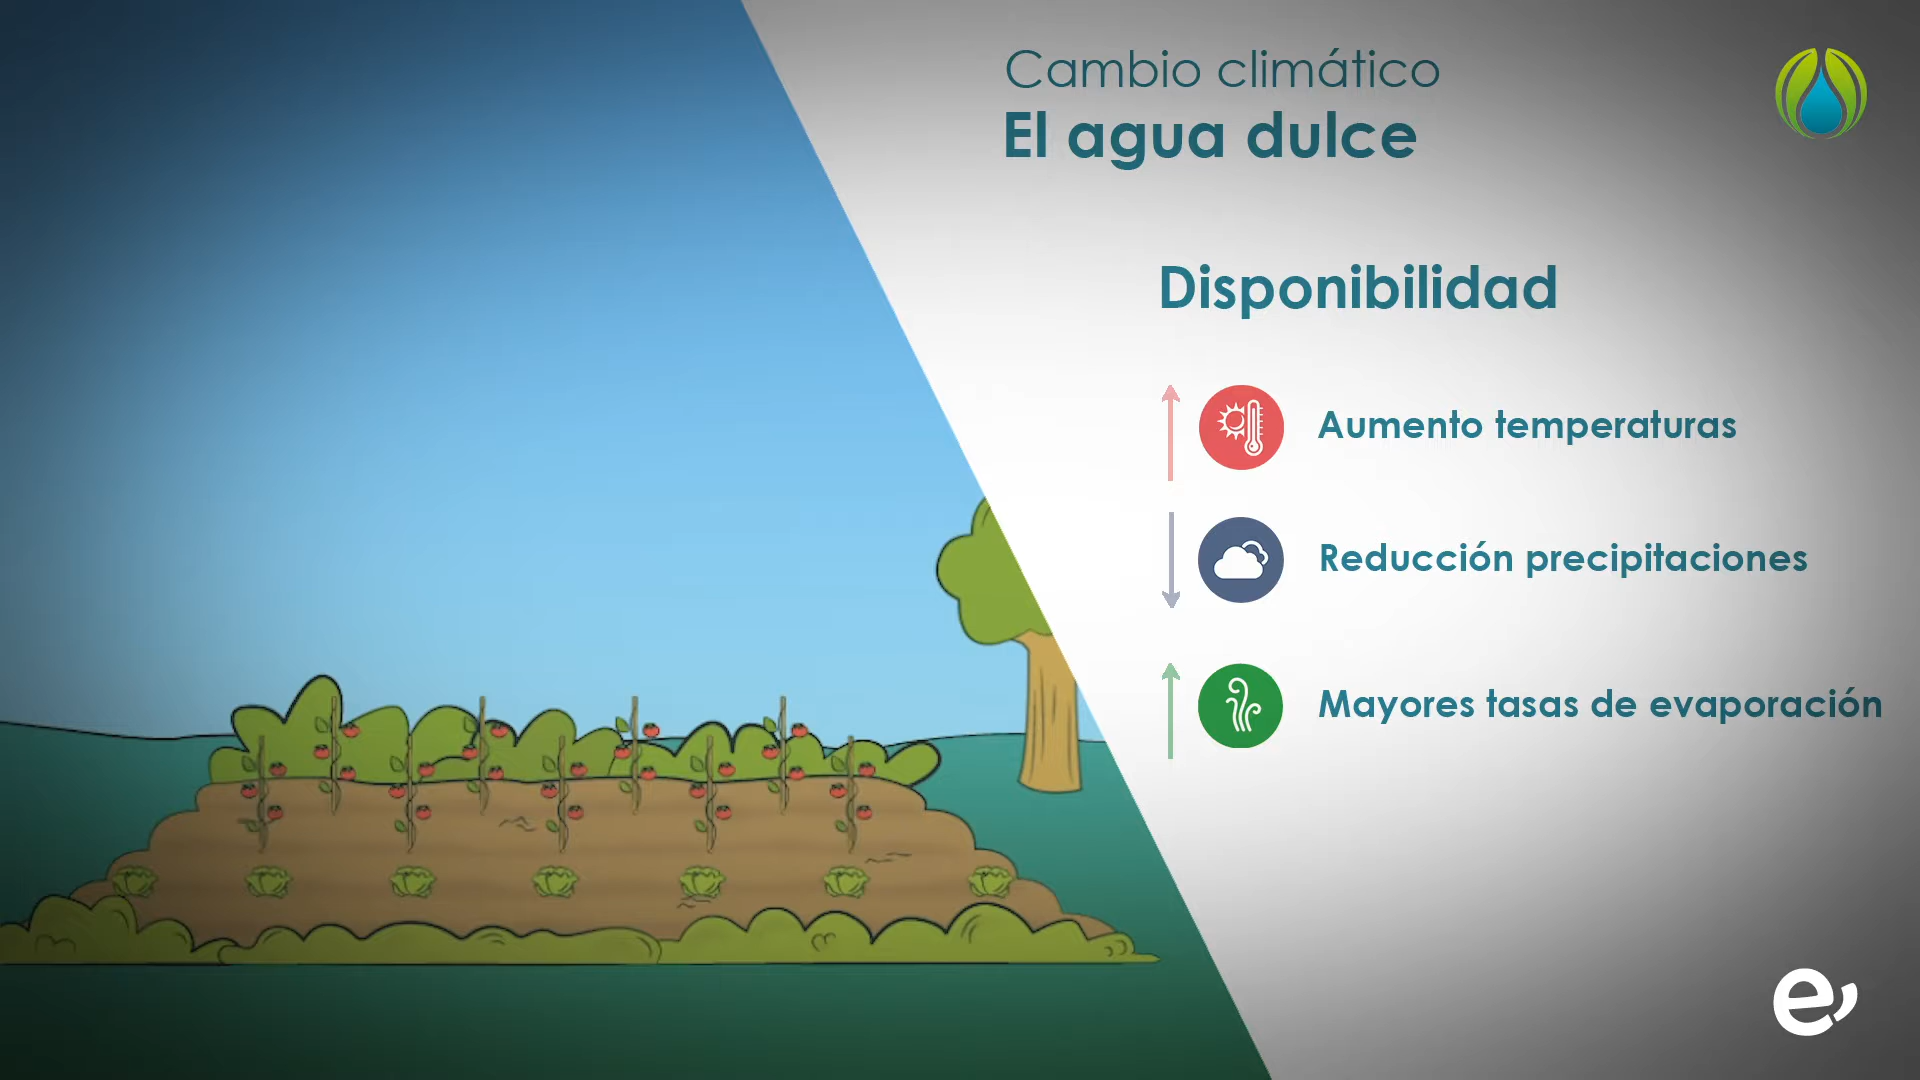 Cambio climático
El agua dulce
Disponibilidad
Aumento temperaturas
Reducción precipitaciones
Mayores tasas de evaporación
e